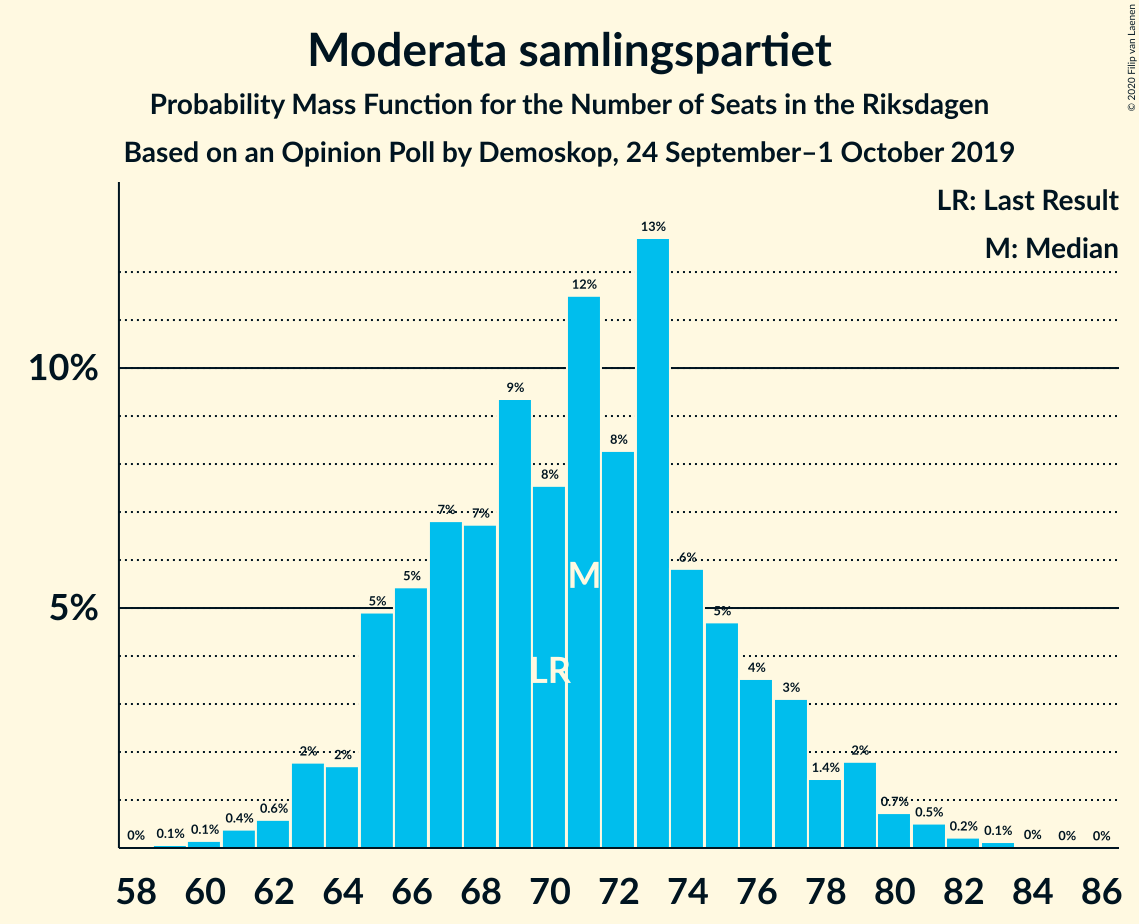 Moderata samlingspartiet
Probability Mass Function for the Number of Seats in the Riksdagen
Based on an Opinion Poll by Demoskop, 24 September–1 October 2019
© 2020 Filip van Laenen
LR: Last Result
M: Median
10%
5%
0% 0.1% 0.1% 0.4% 0.6% 2% 2% 5% 5% 7% 7% 9% 8% 12% 8% 13% 6% 5% 4% 3% 1.4% 2% 0.7% 0.5% 0.2% 0.1% 0% 0% 0%
M
LR
58 60 62 64 66 68 70 72 74 76 78 80 82 84 86